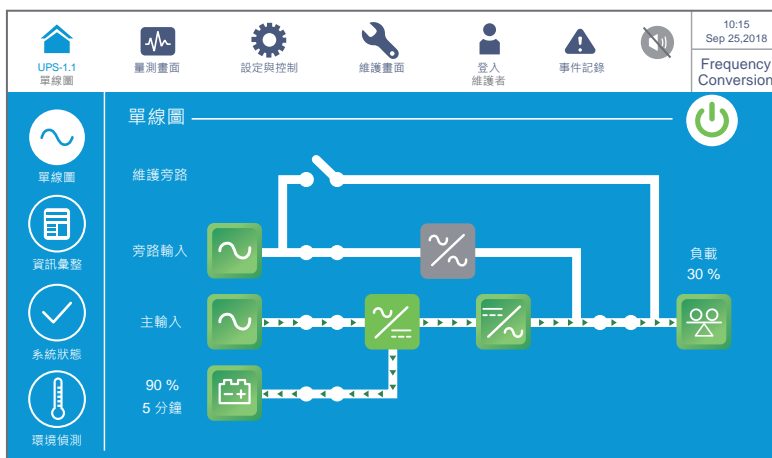 UPS-1.1
單線圖
量測畫面
設定與控制
維護畫面
登入
維護者
事件記錄
10:15
Sep 25,2018
Frequency
Conversion
單線圖
資訊彙整
系統狀態
環境偵測
單線圖
維護旁路
旁路輸入
主輸入
90 %
5 分鐘
負載
30 %